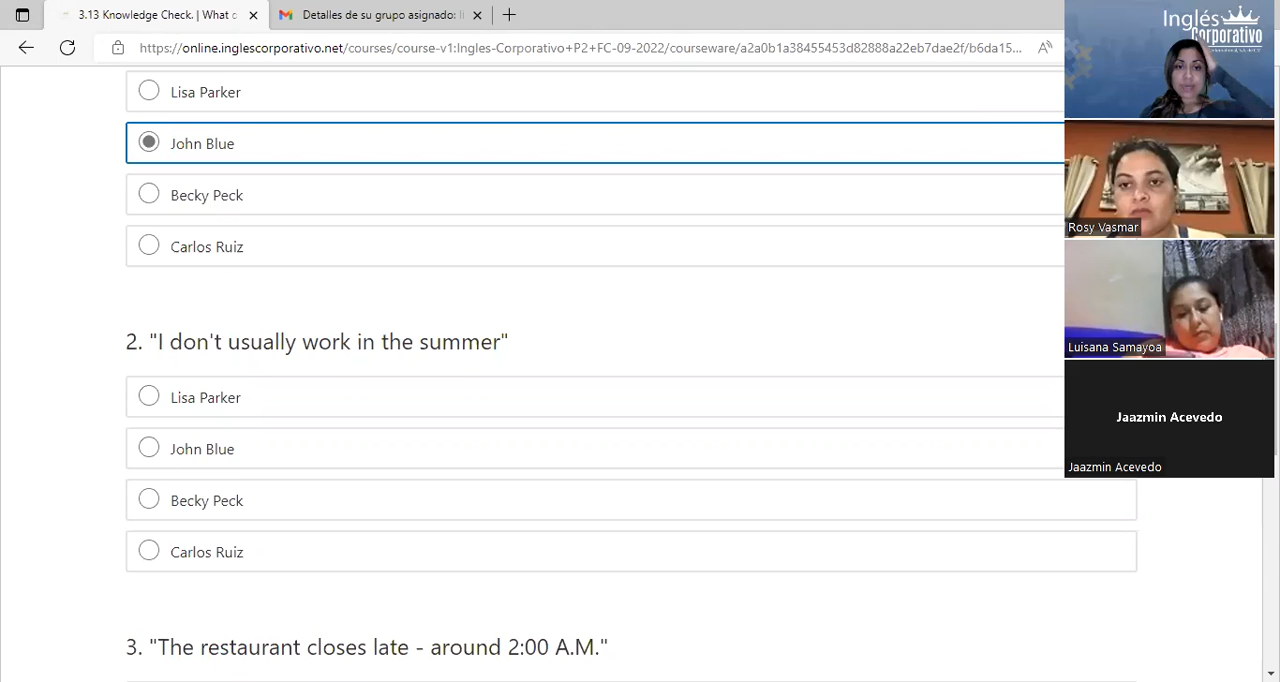 3.13 Knowledge Check. | What c
Detalles de su grupo asignado: li
https://online.inglescorporativo.net/courses/course-v1:Ingles-Corporativo+P2+FC-09-2022/courseware/a2a0b1a38455453d82888a22eb7dae2f/b6da15...
Inglés
Corporativo
Lisa Parker
John Blue
Becky Peck
Carlos Ruiz
Rosy Vasmar
2. "I don't usually work in the summer"
Luisana Samayoa
Lisa Parker
John Blue
Becky Peck
Carlos Ruiz
Jaazmin Acevedo
Jaazmin Acevedo
3. "The restaurant closes late - around 2:00 A.M."